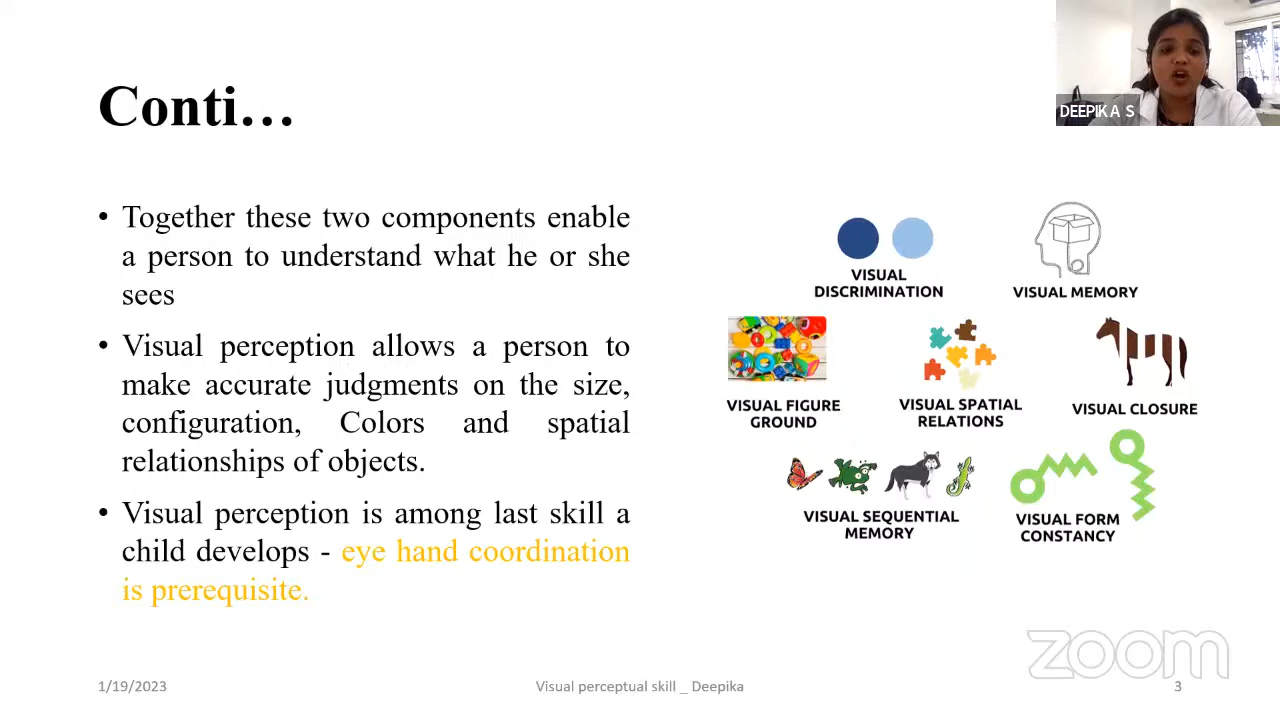 Conti…
DEEPIKA S
• Together these two components enable
a person to understand what he or she
sees
• Visual perception allows a person to
make accurate judgments on the size,
configuration, Colors and spatial
relationships of objects.
• Visual perception is among last skill a
child develops - eye hand coordination
is prerequisite.
VISUAL
DISCRIMINATION
VISUAL MEMORY
VISUAL FIGURE
GROUND
VISUAL SPATIAL
RELATIONS
VISUAL CLOSURE
VISUAL SEQUENTIAL
MEMORY
VISUAL FORM
CONSTANCY
zoom
1/19/2023
Visual perceptual skill _ Deepika
3